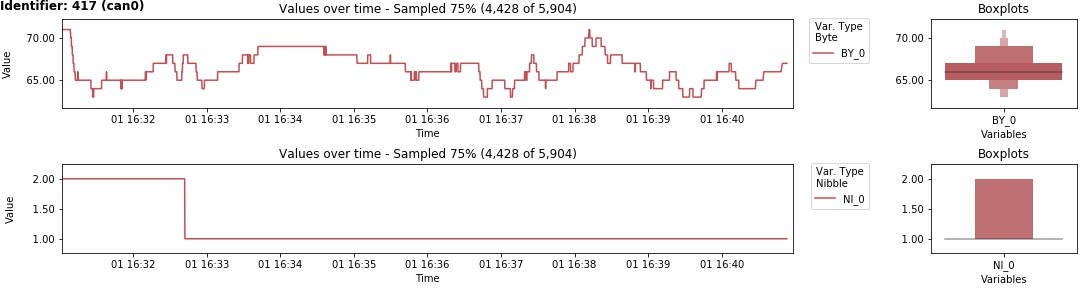 Identifier: 417 (can0)
Values over time - Sampled 75% (4,428 of 5,904)
Value
70.00
65.00
01 16:32 01 16:33 01 16:34 01 16:35 01 16:36 01 16:37 01 16:38 01 16:39 01 16:40
Time
Var. Type
Byte
BY_0
Boxplots
70.00
65.00
BY_0
Variables
Values over time - Sampled 75% (4,428 of 5,904)
Value
2.00
1.50
1.00
01 16:32 01 16:33 01 16:34 01 16:35 01 16:36 01 16:37 01 16:38 01 16:39 01 16:40
Time
Var. Type
Nibble
NI_0
Boxplots
2.00
1.50
1.00
NI_0
Variables